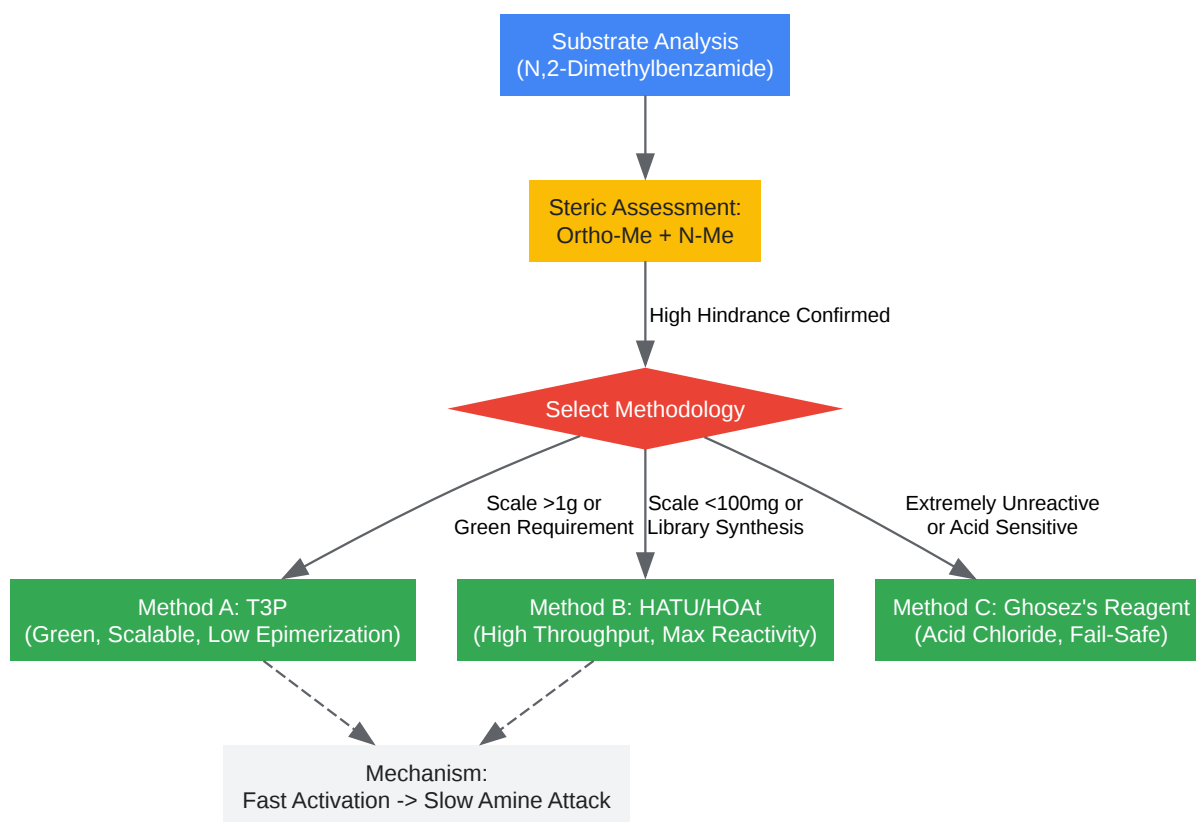 Substrate Analysis
(N,2-Dimethylbenzamide)
Steric Assessment:
Ortho-Me + N-Me
High Hindrance Confirmed
Select Methodology
Scale >1g or
Green Requirement
Scale <100mg or
Library Synthesis
Extremely Unreactive
or Acid Sensitive
Method A: T3P
(Green, Scalable, Low Epimerization)
Method B: HATU/HOAt
(High Throughput, Max Reactivity)
Method C: Ghosez's Reagent
(Acid Chloride, Fail-Safe)
Mechanism:
Fast Activation -> Slow Amine Attack